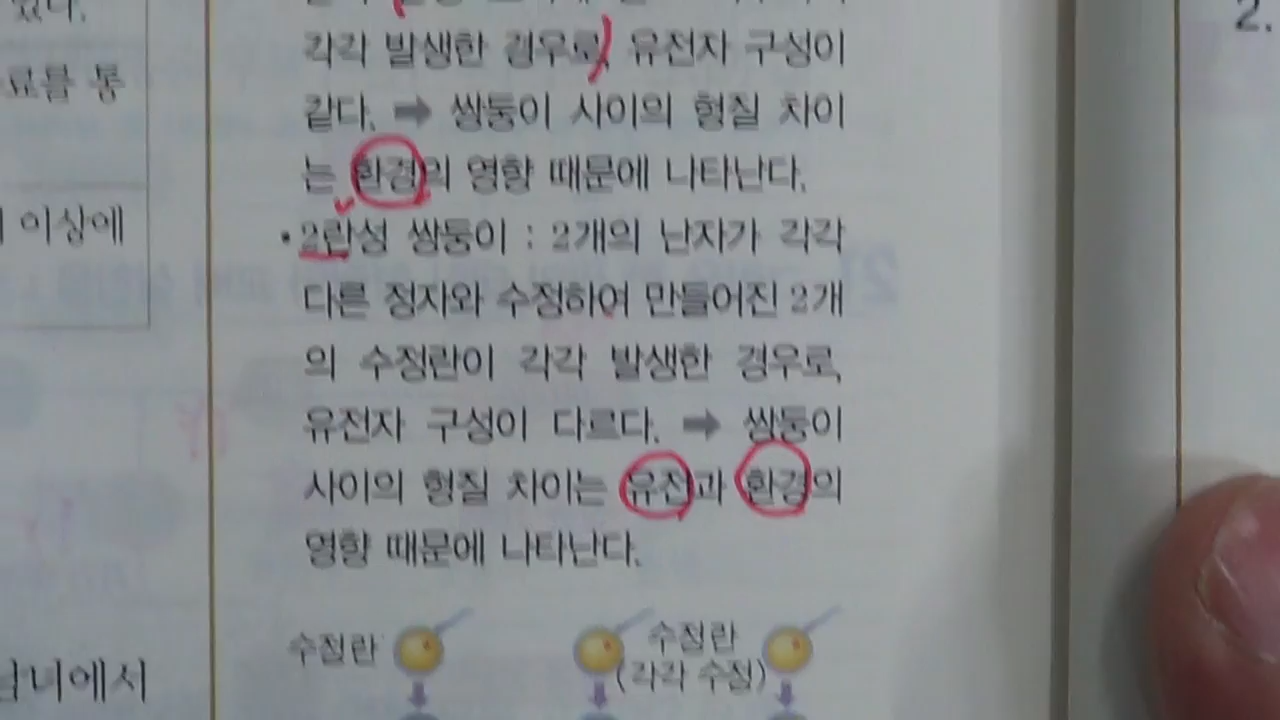 있다.
료를 통
이상에
남녀에서
각각 발생한 경우로, 유전자 구성이
같다. ➡ 쌍둥이 사이의 형질 차이
는 환경의 영향 때문에 나타난다.
•2란성 쌍둥이 : 2개의 난자가 각각
다른 정자와 수정하여 만들어진 2개
의 수정란이 각각 발생한 경우로,
유전자 구성이 다르다. ➡ 쌍둥이
사이의 형질 차이는 유전과 환경의
영향 때문에 나타난다.
수정란
수정란
(각각 수정)
2.